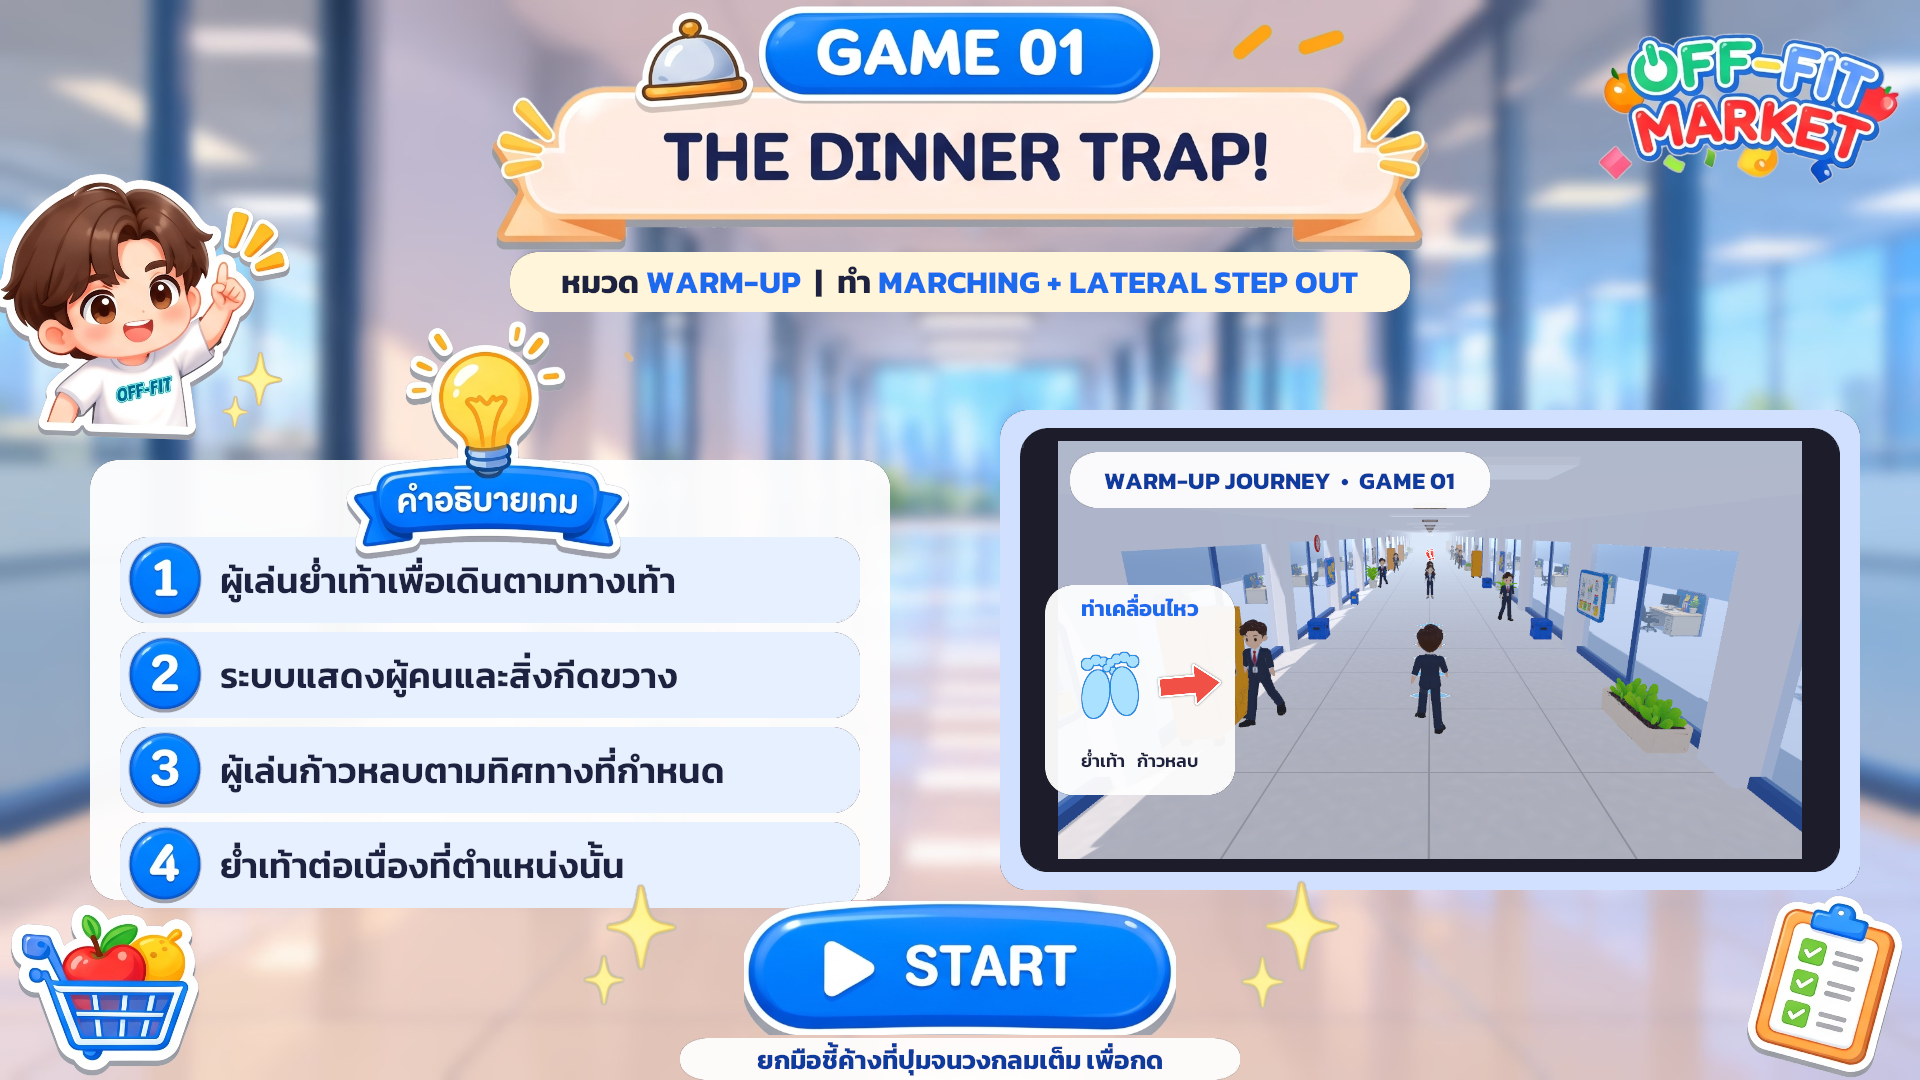 GAME 01
THE DINNER TRAP!
OFF-FIT
MARKET
หมวด WARM-UP | ทำ MARCHING + LATERAL STEP OUT
OFF-FIT
คำอธิบายเกม
1 ผู้เล่นย่ำเท้าเพื่อเดินตามทางเท้า
2 ระบบแสดงผู้คนและสิ่งกีดขวาง
3 ผู้เล่นก้าวหลบตามทิศทางที่กำหนด
4 ย่ำเท้าต่อเนื่องที่ตำแหน่งนั้น
WARM-UP JOURNEY • GAME 01
ท่าเคลื่อนไหว
ย่ำเท้า ก้าวหลบ
START
ยกมือชี้ค้างที่ปุ่มจนวงกลมเต็ม เพื่อกด